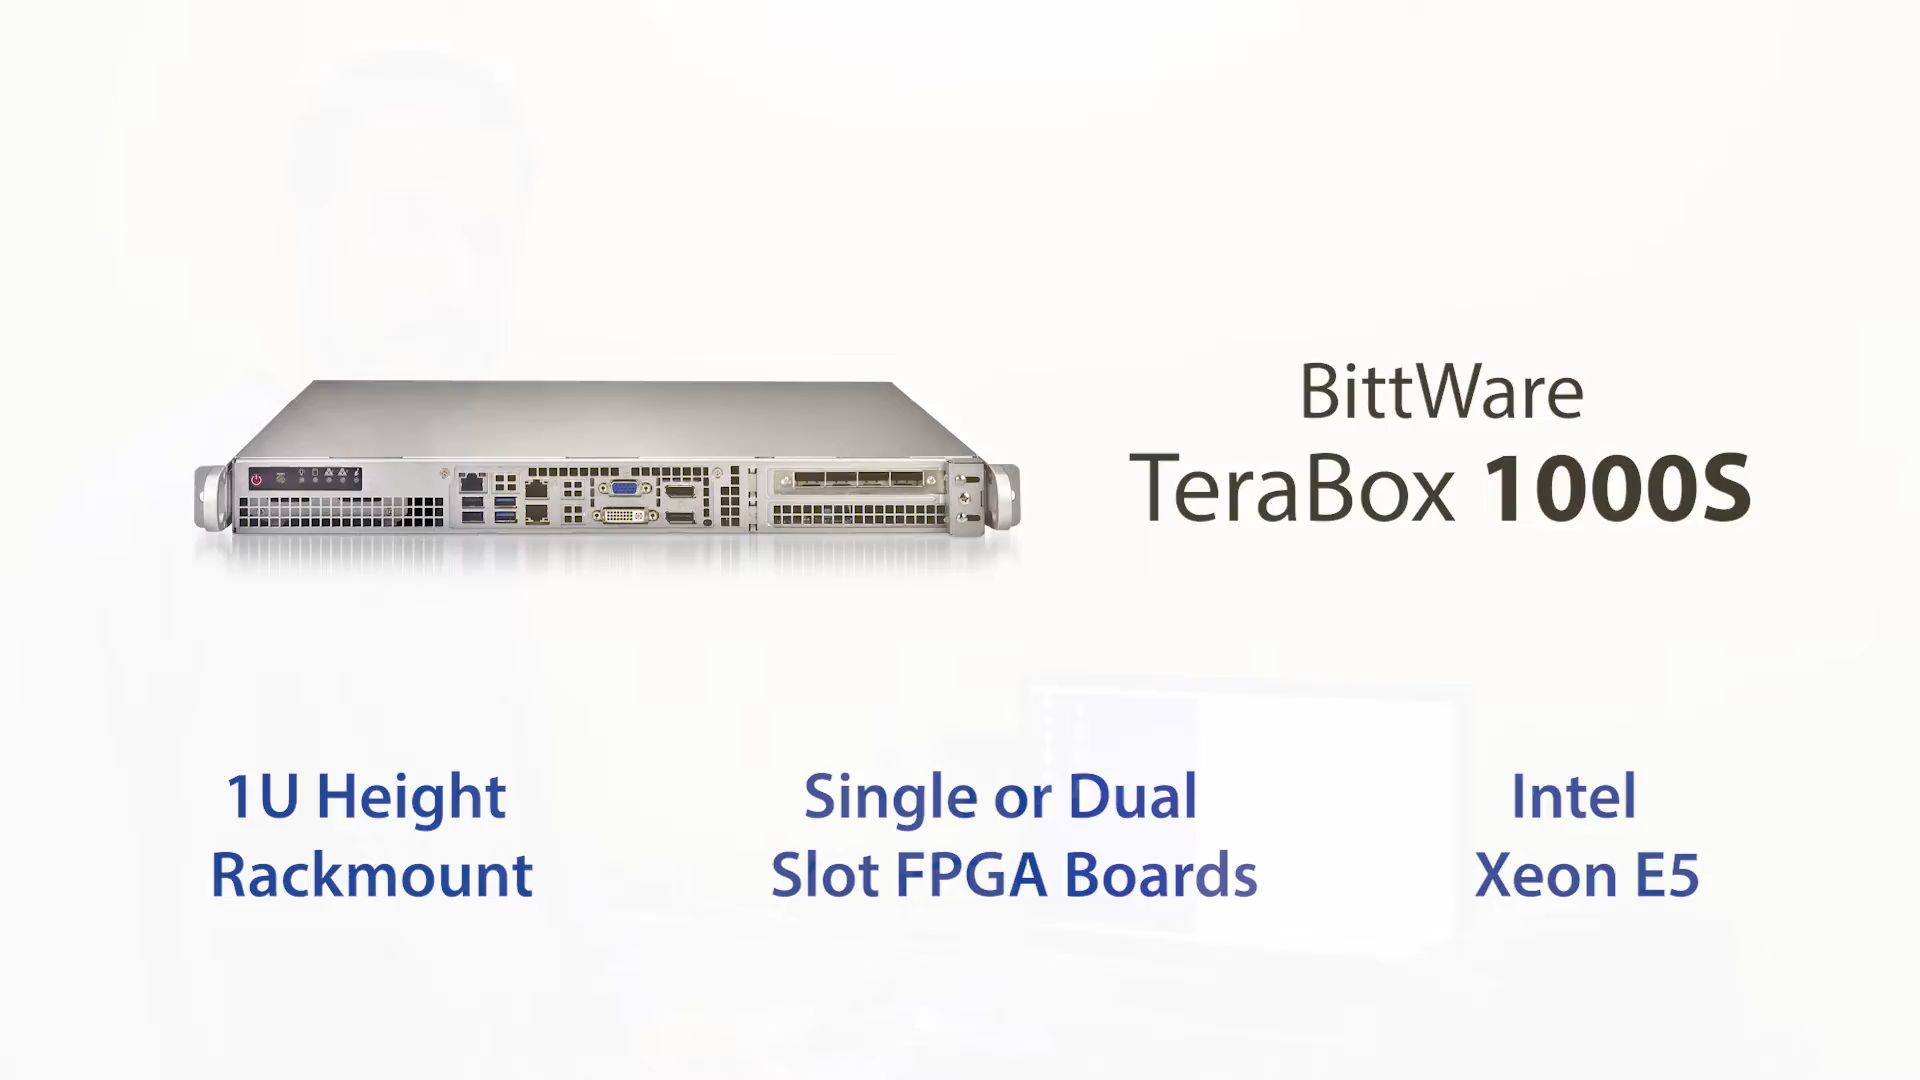 BittWare
TeraBox 1000S
1U Height
Rackmount
Single or Dual
Slot FPGA Boards
Intel
Xeon E5